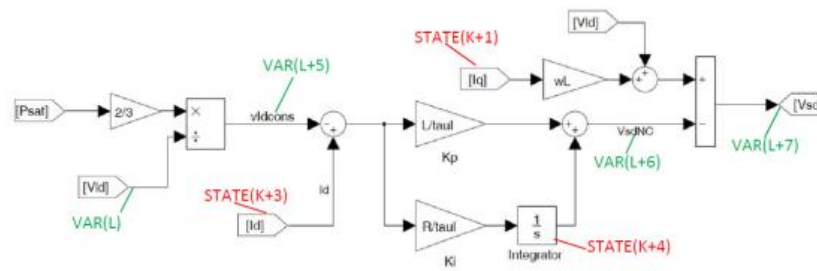 STATE(K+1)
[Vld]
[Iq]
wL
VAR(L+5)
[Psat]
2/3
×
÷
vldcons
L/taul
Kp
VsdNC
VAR(L+6)
[Vsd
VAR(L+7)
[Vld]
VAR(L)
STATE(K+3)
Id
[Id]
R/taul
Ki
1
s
Integrator
STATE(K+4)